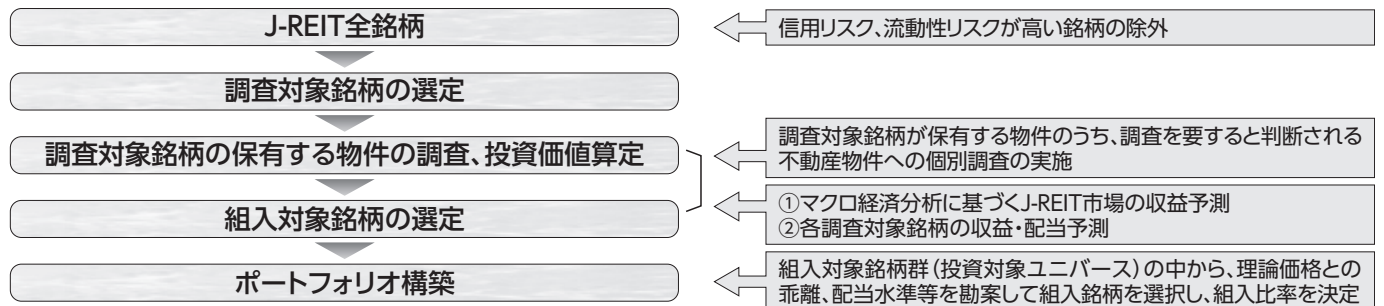 J-REIT全銘柄
信用リスク、流動性リスクが高い銘柄の除外
調査対象銘柄の選定
調査対象銘柄の保有する物件の調査、投資価値算定
調査対象銘柄が保有する物件のうち、調査を要すると判断される
不動産物件への個別調査の実施
組入対象銘柄の選定
①マクロ経済分析に基づくJ-REIT市場の収益予測
②各調査対象銘柄の収益・配当予測
ポートフォリオ構築
組入対象銘柄群(投資対象ユニバース)の中から、理論価格との
乖離、配当水準等を勘案して組入銘柄を選択し、組入比率を決定